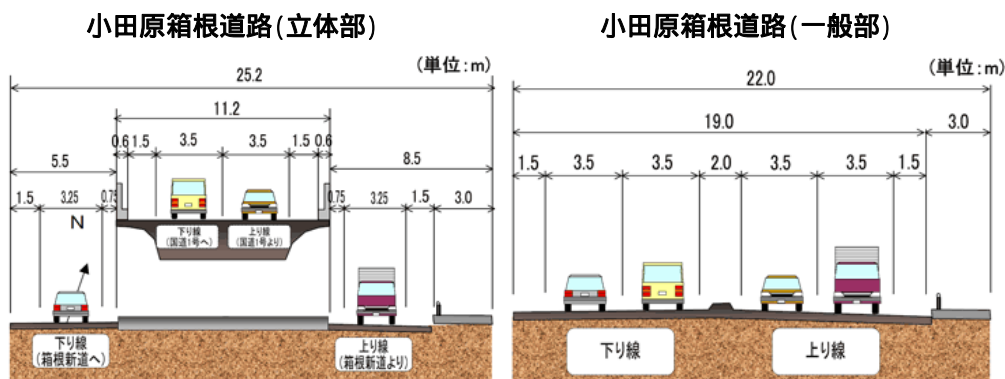 小田原箱根道路(立体部)
(単位:m)
25.2
11.2
0.6 1.5 3.5 3.5 1.5 0.6
5.5
8.5
1.5 3.25 0.75
0.75 3.25 1.5 3.0
N
下り線
(国道1号へ)
上り線
(国道1号より)
下り線
(箱根新道へ)
上り線
(箱根新道より)
小田原箱根道路(一般部)
(単位:m)
22.0
19.0
3.0
1.5 3.5 3.5 2.0 3.5 3.5 1.5
下り線
上り線